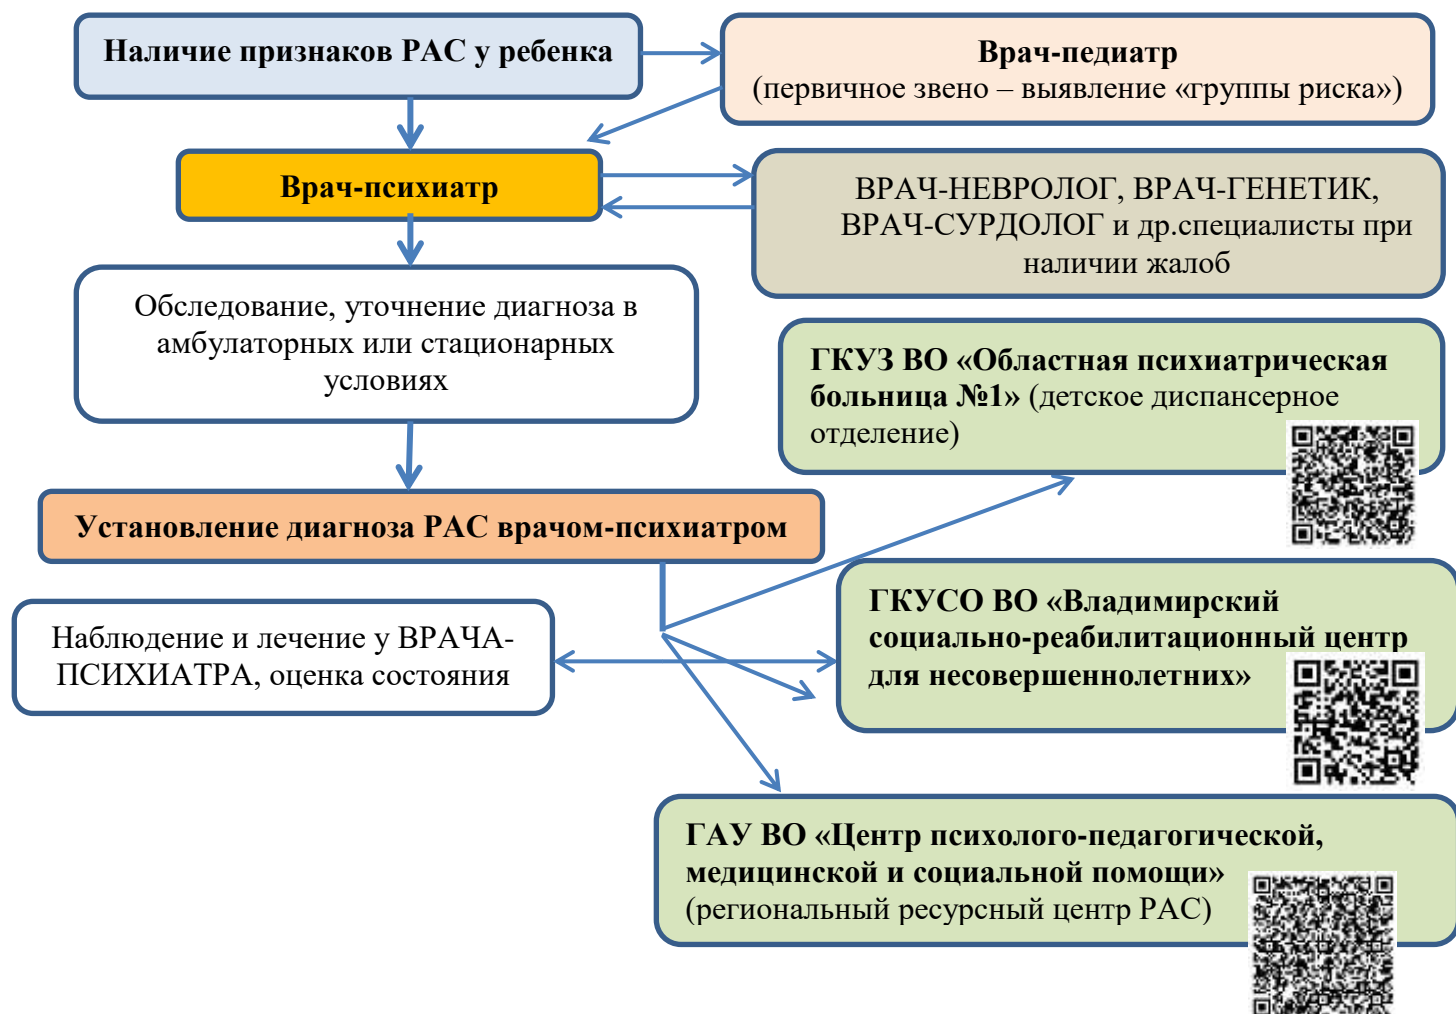 Наличие признаков РАС у ребенка
Врач-педиатр
(первичное звено – выявление «группы риска»)
Врач-психиатр
ВРАЧ-НЕВРОЛОГ, ВРАЧ-ГЕНЕТИК,
ВРАЧ-СУРДОЛОГ и др.специалисты при
наличии жалоб
Обследование, уточнение диагноза в
амбулаторных или стационарных
условиях
ГКУЗ ВО «Областная психиатрическая
больница №1» (детское диспансерное
отделение)
Установление диагноза РАС врачом-психиатром
Наблюдение и лечение у ВРАЧА-
ПСИХИАТРА, оценка состояния
ГКУСО ВО «Владимирский
социально-реабилитационный центр
для несовершеннолетних»
ГАУ ВО «Центр психолого-педагогической,
медицинской и социальной помощи»
(региональный ресурсный центр РАС)